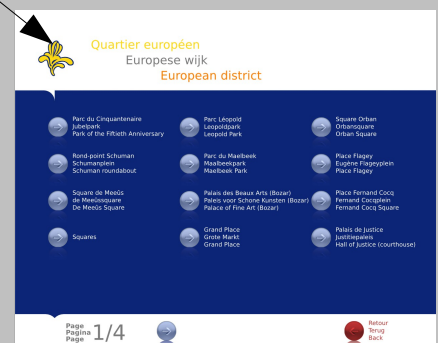 Quartier européen
Europese wijk
European district
Parc du Cinquantenaire
Jubelpark
Park of the Fiftieth Anniversary
Parc Léopold
Leopoldpark
Leopold Park
Square Orban
Orbansquare
Orban Square
Rond-point Schuman
Schumanplein
Schuman roundabout
Parc du Maelbeek
Maalbeekpark
Maelbeek Park
Place Flagey
Eugène Flageyplein
Place Flagey
Square de Meeûs
de Meeûssquare
De Meeûs Square
Palais des Beaux Arts (Bozar)
Paleis voor Schone Kunsten (Bozar)
Palace of Fine Art (Bozar)
Place Fernand Cocq
Fernand Cocqplein
Fernand Cocq Square
Squares
Grand Place
Grote Markt
Grand Place
Palais de Justice
Justitiepaleis
Hall of Justice (courthouse)
Page
Pagina
Page
1/4
Retour
Terug
Back